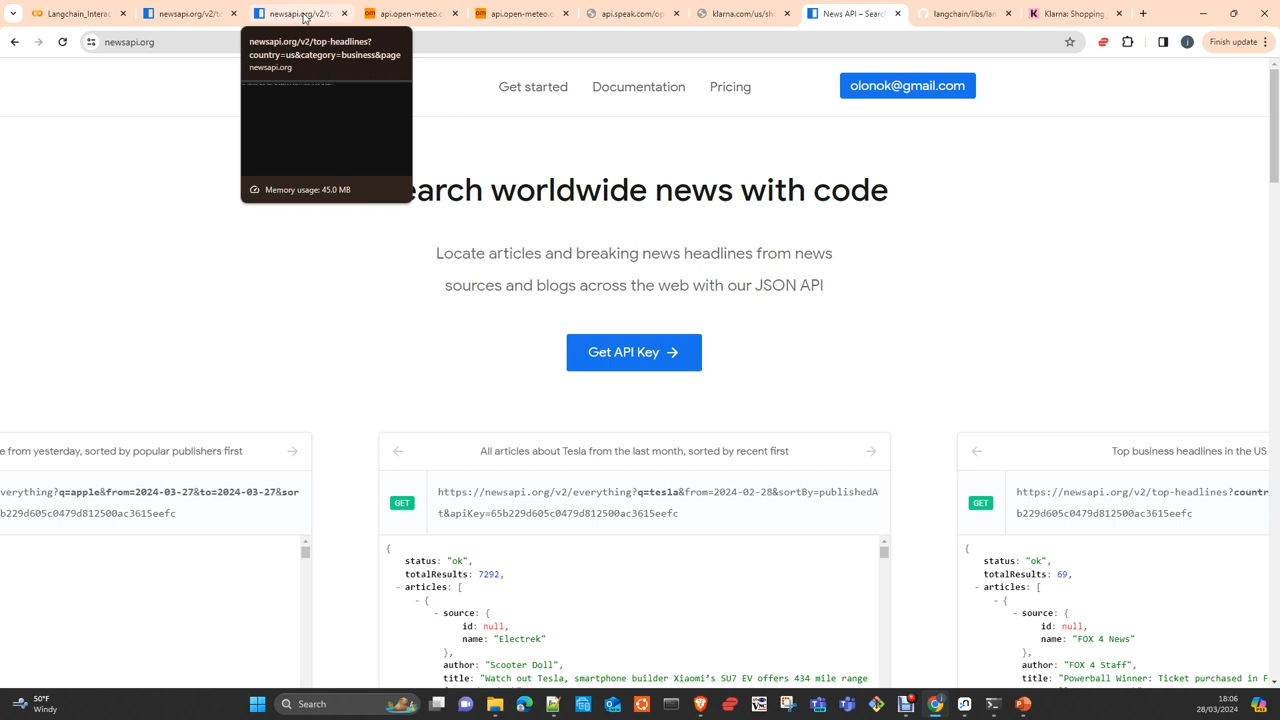 Langchain_Interac
newsapi.org/v2/to
newsapi.org/v2/to
api.open-meteo.c
api.open-meteo.c
api.speak.com/op
klarna.com/us/sh
News API – Searc
langchain/libs/lan
Klarna: Shopping
newsapi.org
Finish update
newsapi.org/v2/top-headlines?
country=us&category=business&page
newsapi.org
Memory usage: 45.0 MB
Get started
Documentation
Pricing
olonok@gmail.com
earch worldwide news with code
Locate articles and breaking news headlines from news
sources and blogs across the web with our JSON API
Get API Key →
e from yesterday, sorted by popular publishers first
verything?q=apple&from=2024-03-27&to=2024-03-27&sor
b229d605c0479d812500ac3615eefc
All articles about Tesla from the last month, sorted by recent first
GET
https://newsapi.org/v2/everything?q=tesla&from=2024-02-28&sortBy=publishedA
t&apiKey=65b229d605c0479d812500ac3615eefc
{
status: "ok",
totalResults: 7292,
- articles: [
- {
- source: {
id: null,
name: "Electrek"
},
author: "Scooter Doll",
title: "Watch out Tesla, smartphone builder Xiaomi's SU7 EV offers 434 mile range
Top business headlines in the US
GET
https://newsapi.org/v2/top-headlines?countr
b229d605c0479d812500ac3615eefc
{
status: "ok",
totalResults: 69,
- articles: [
- {
- source: {
id: null,
name: "FOX 4 News"
},
author: "FOX 4 Staff",
title: "Powerball Winner: Ticket purchased in F
50°F
Windy
Search
18:06
28/03/2024